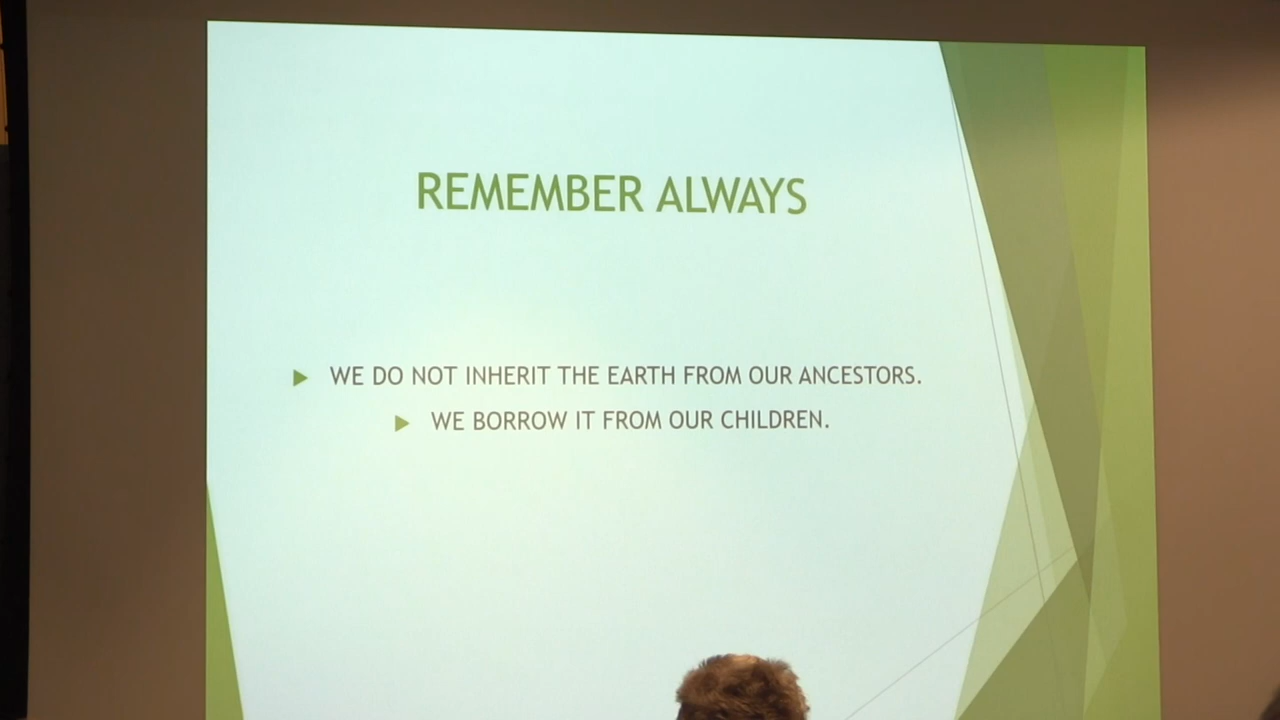 REMEMBER ALWAYS
WE DO NOT INHERIT THE EARTH FROM OUR ANCESTORS.
WE BORROW IT FROM OUR CHILDREN.